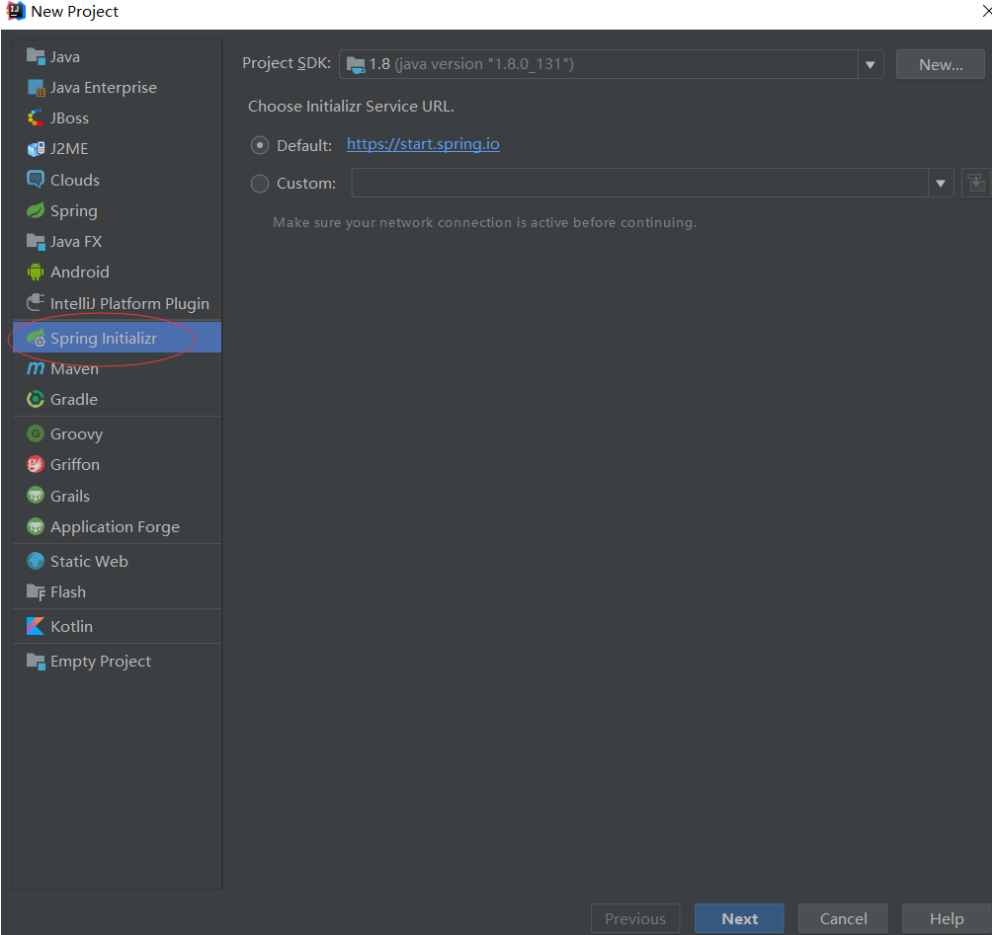 New Project
Java
Java Enterprise
JBoss
J2ME
Clouds
Spring
Java FX
Android
IntelliJ Platform Plugin
Spring Initializr
Maven
Gradle
Groovy
Griffon
Grails
Application Forge
Static Web
Flash
Kotlin
Empty Project
Project SDK: 1.8 (java version "1.8.0_131") New...
Choose Initializr Service URL.
Default: https://start.spring.io
Custom:
Make sure your network connection is active before continuing.
Previous Next Cancel Help